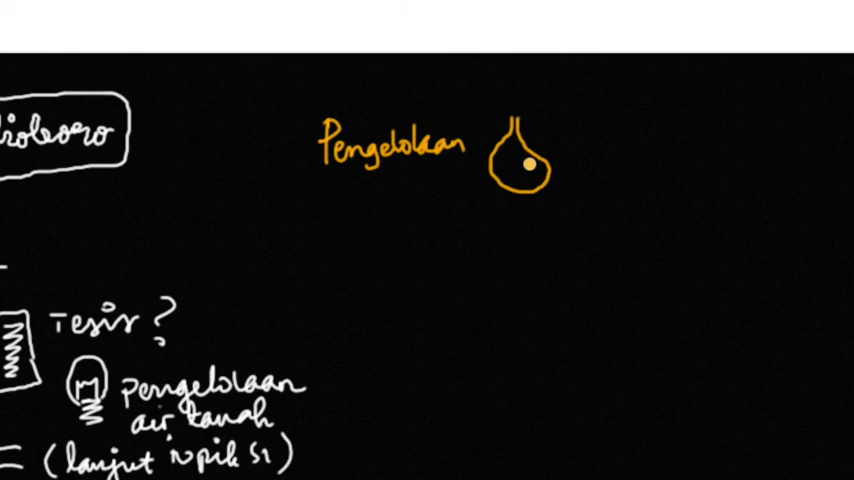 Pengelolaan
Tesis?
pengelolaan
air tanah
(lanjut topik S1)